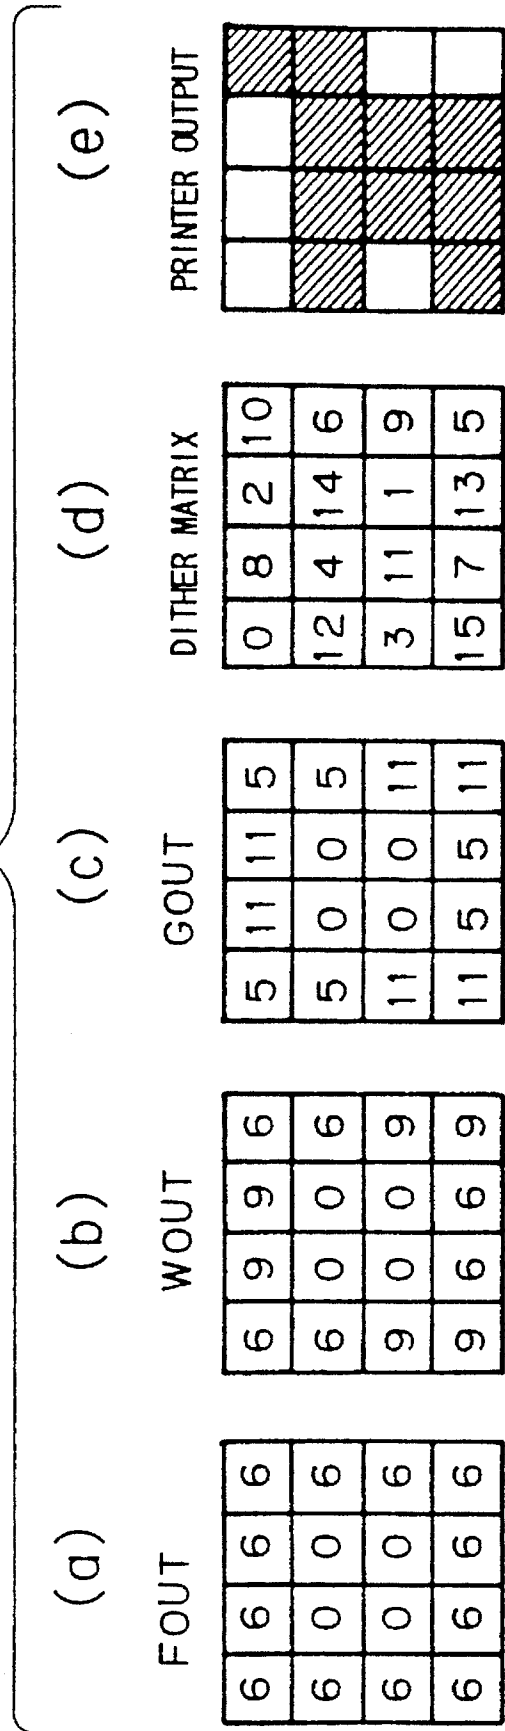 (a)
FOUT
6 6 6 6
6 0 0 6
6 0 0 6
6 6 6 6
(b)
WOUT
6 9 9 6
6 0 0 6
9 0 0 9
9 6 6 9
(c)
GOUT
5 11 11 5
5 0 0 5
11 0 0 11
11 5 5 11
(d)
DITHER MATRIX
0 8 2 10
12 4 14 6
3 11 1 9
15 7 13 5
(e)
PRINTER OUTPUT